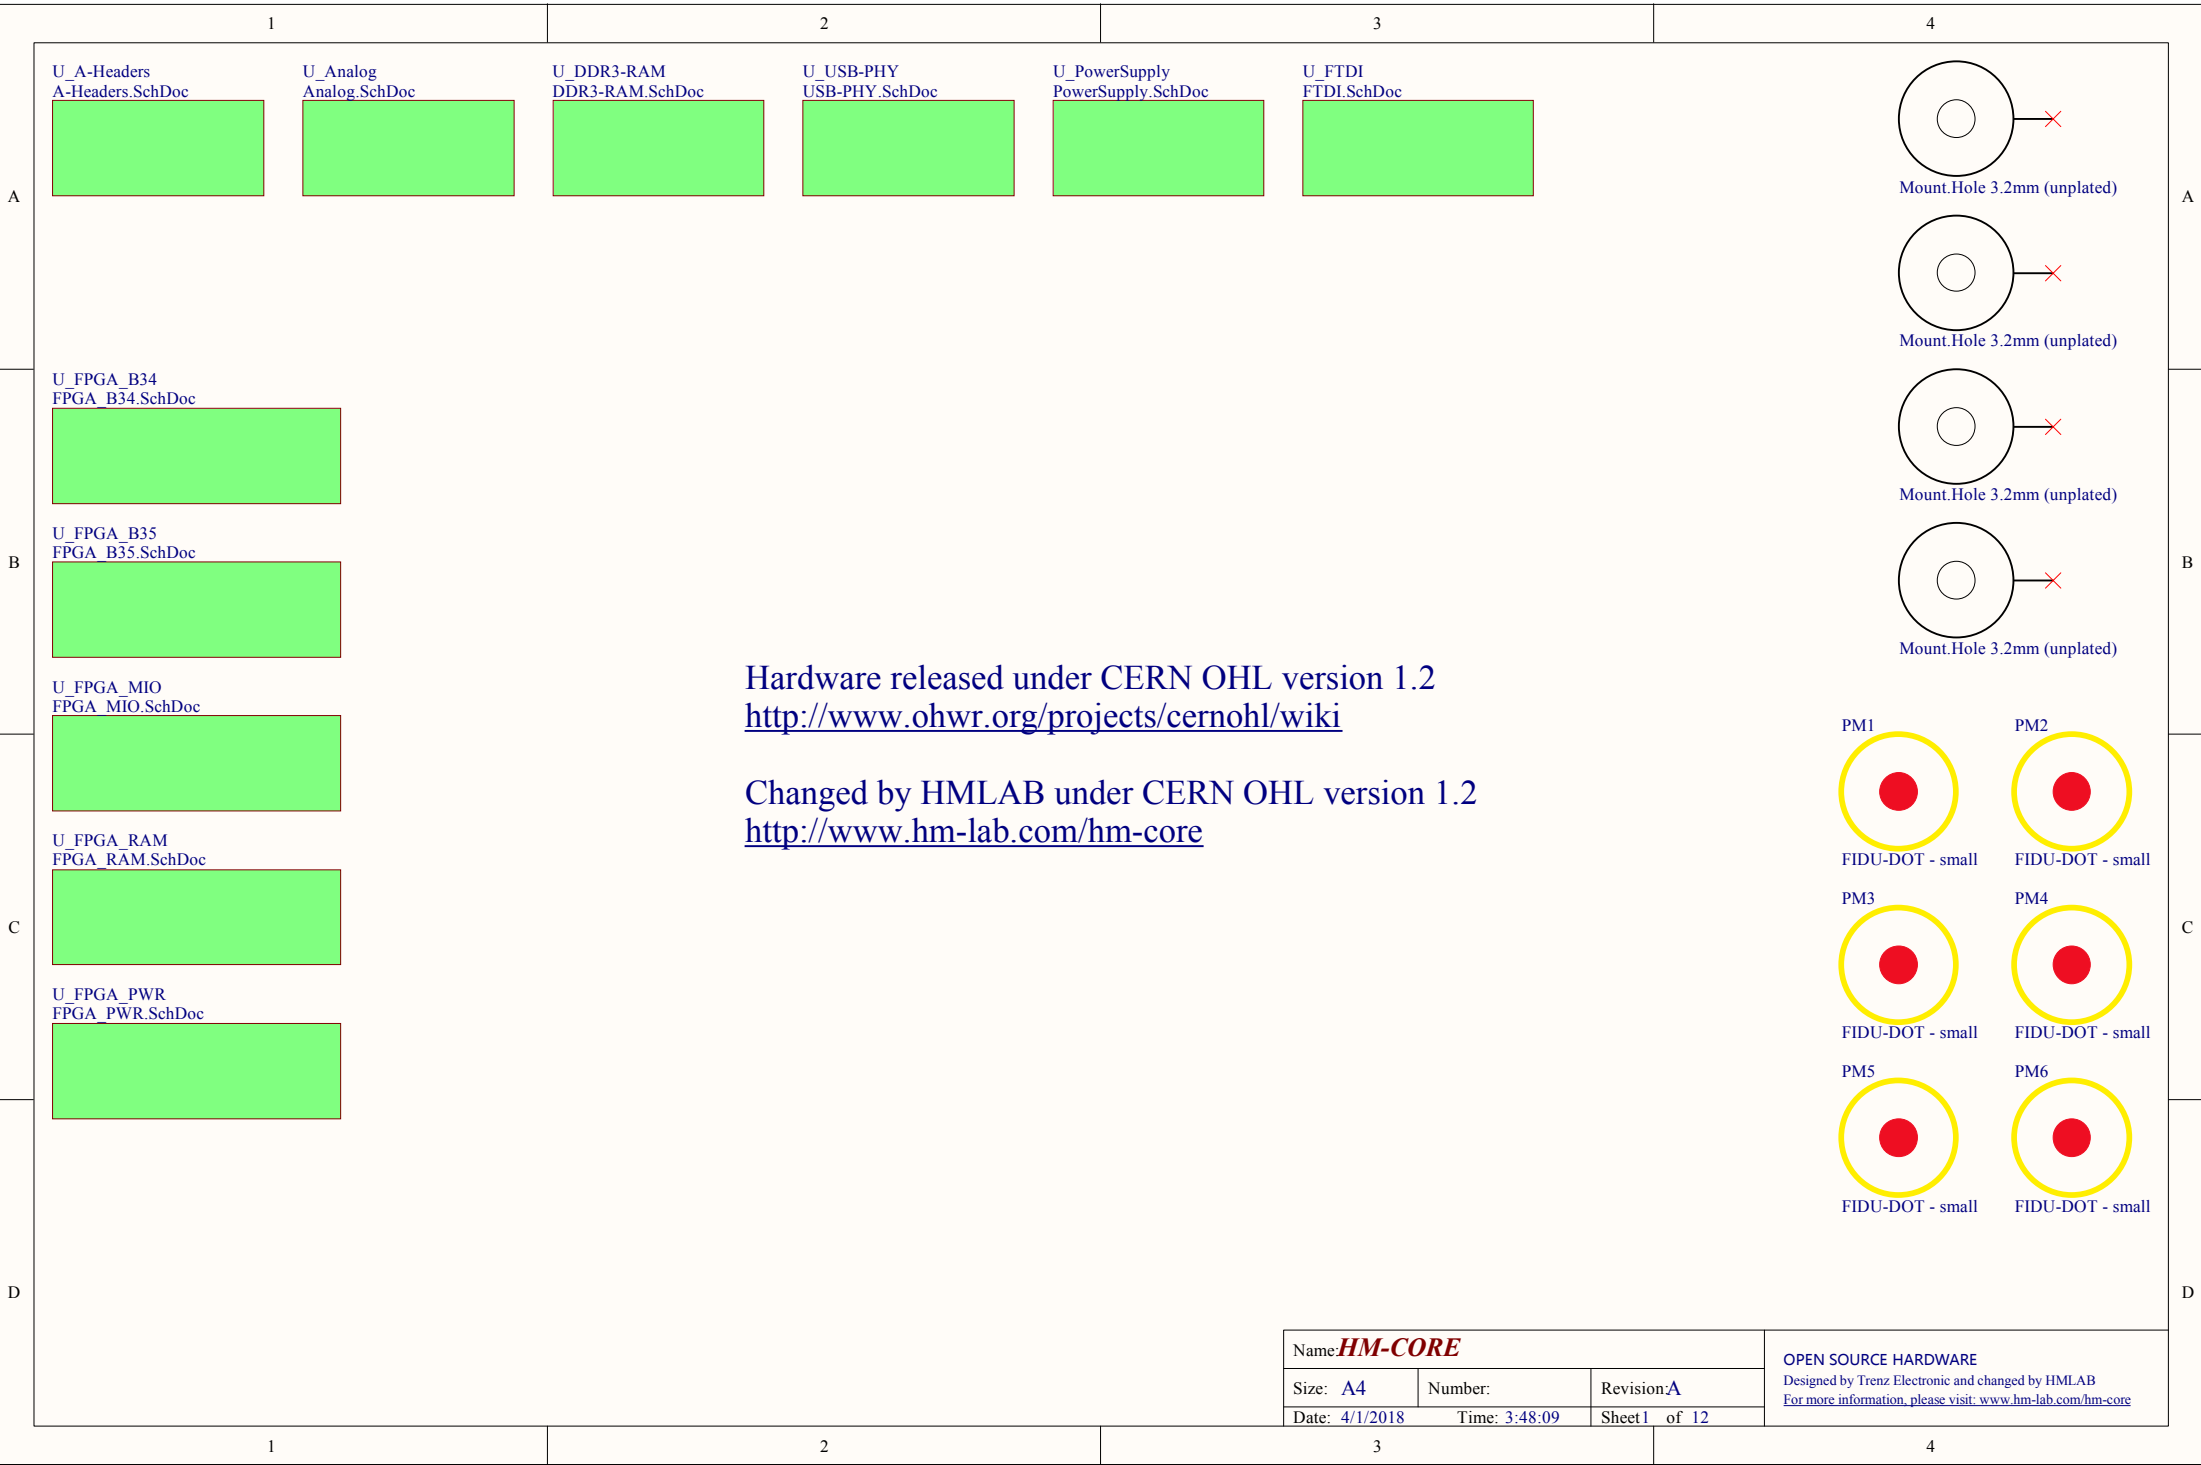 1 2 3 4
U_A-Headers
A-Headers.SchDoc
U_Analog
Analog.SchDoc
U_DDR3-RAM
DDR3-RAM.SchDoc
U_USB-PHY
USB-PHY.SchDoc
U_PowerSupply
PowerSupply.SchDoc
U_FTDI
FTDI.SchDoc
Mount.Hole 3.2mm (unplated)
A A
Mount.Hole 3.2mm (unplated)
U_FPGA_B34
FPGA_B34.SchDoc
Mount.Hole 3.2mm (unplated)
U_FPGA_B35
FPGA_B35.SchDoc
B B
Mount.Hole 3.2mm (unplated)
U_FPGA_MIO
FPGA_MIO.SchDoc
Hardware released under CERN OHL version 1.2
http://www.ohwr.org/projects/cernohl/wiki
Changed by HMLAB under CERN OHL version 1.2
http://www.hm-lab.com/hm-core
PM1 PM2
FIDU-DOT - small FIDU-DOT - small
U_FPGA_RAM
FPGA_RAM.SchDoc
PM3 PM4
C C
FIDU-DOT - small FIDU-DOT - small
U_FPGA_PWR
FPGA_PWR.SchDoc
PM5 PM6
FIDU-DOT - small FIDU-DOT - small
D D
Name: HM-CORE
Size: A4 Number: Revision: A
Date: 4/1/2018 Time: 3:48:09 Sheet 1 of 12
OPEN SOURCE HARDWARE
Designed by Trenz Electronic and changed by HMLAB
For more information, please visit: www.hm-lab.com/hm-core
1 2 3 4